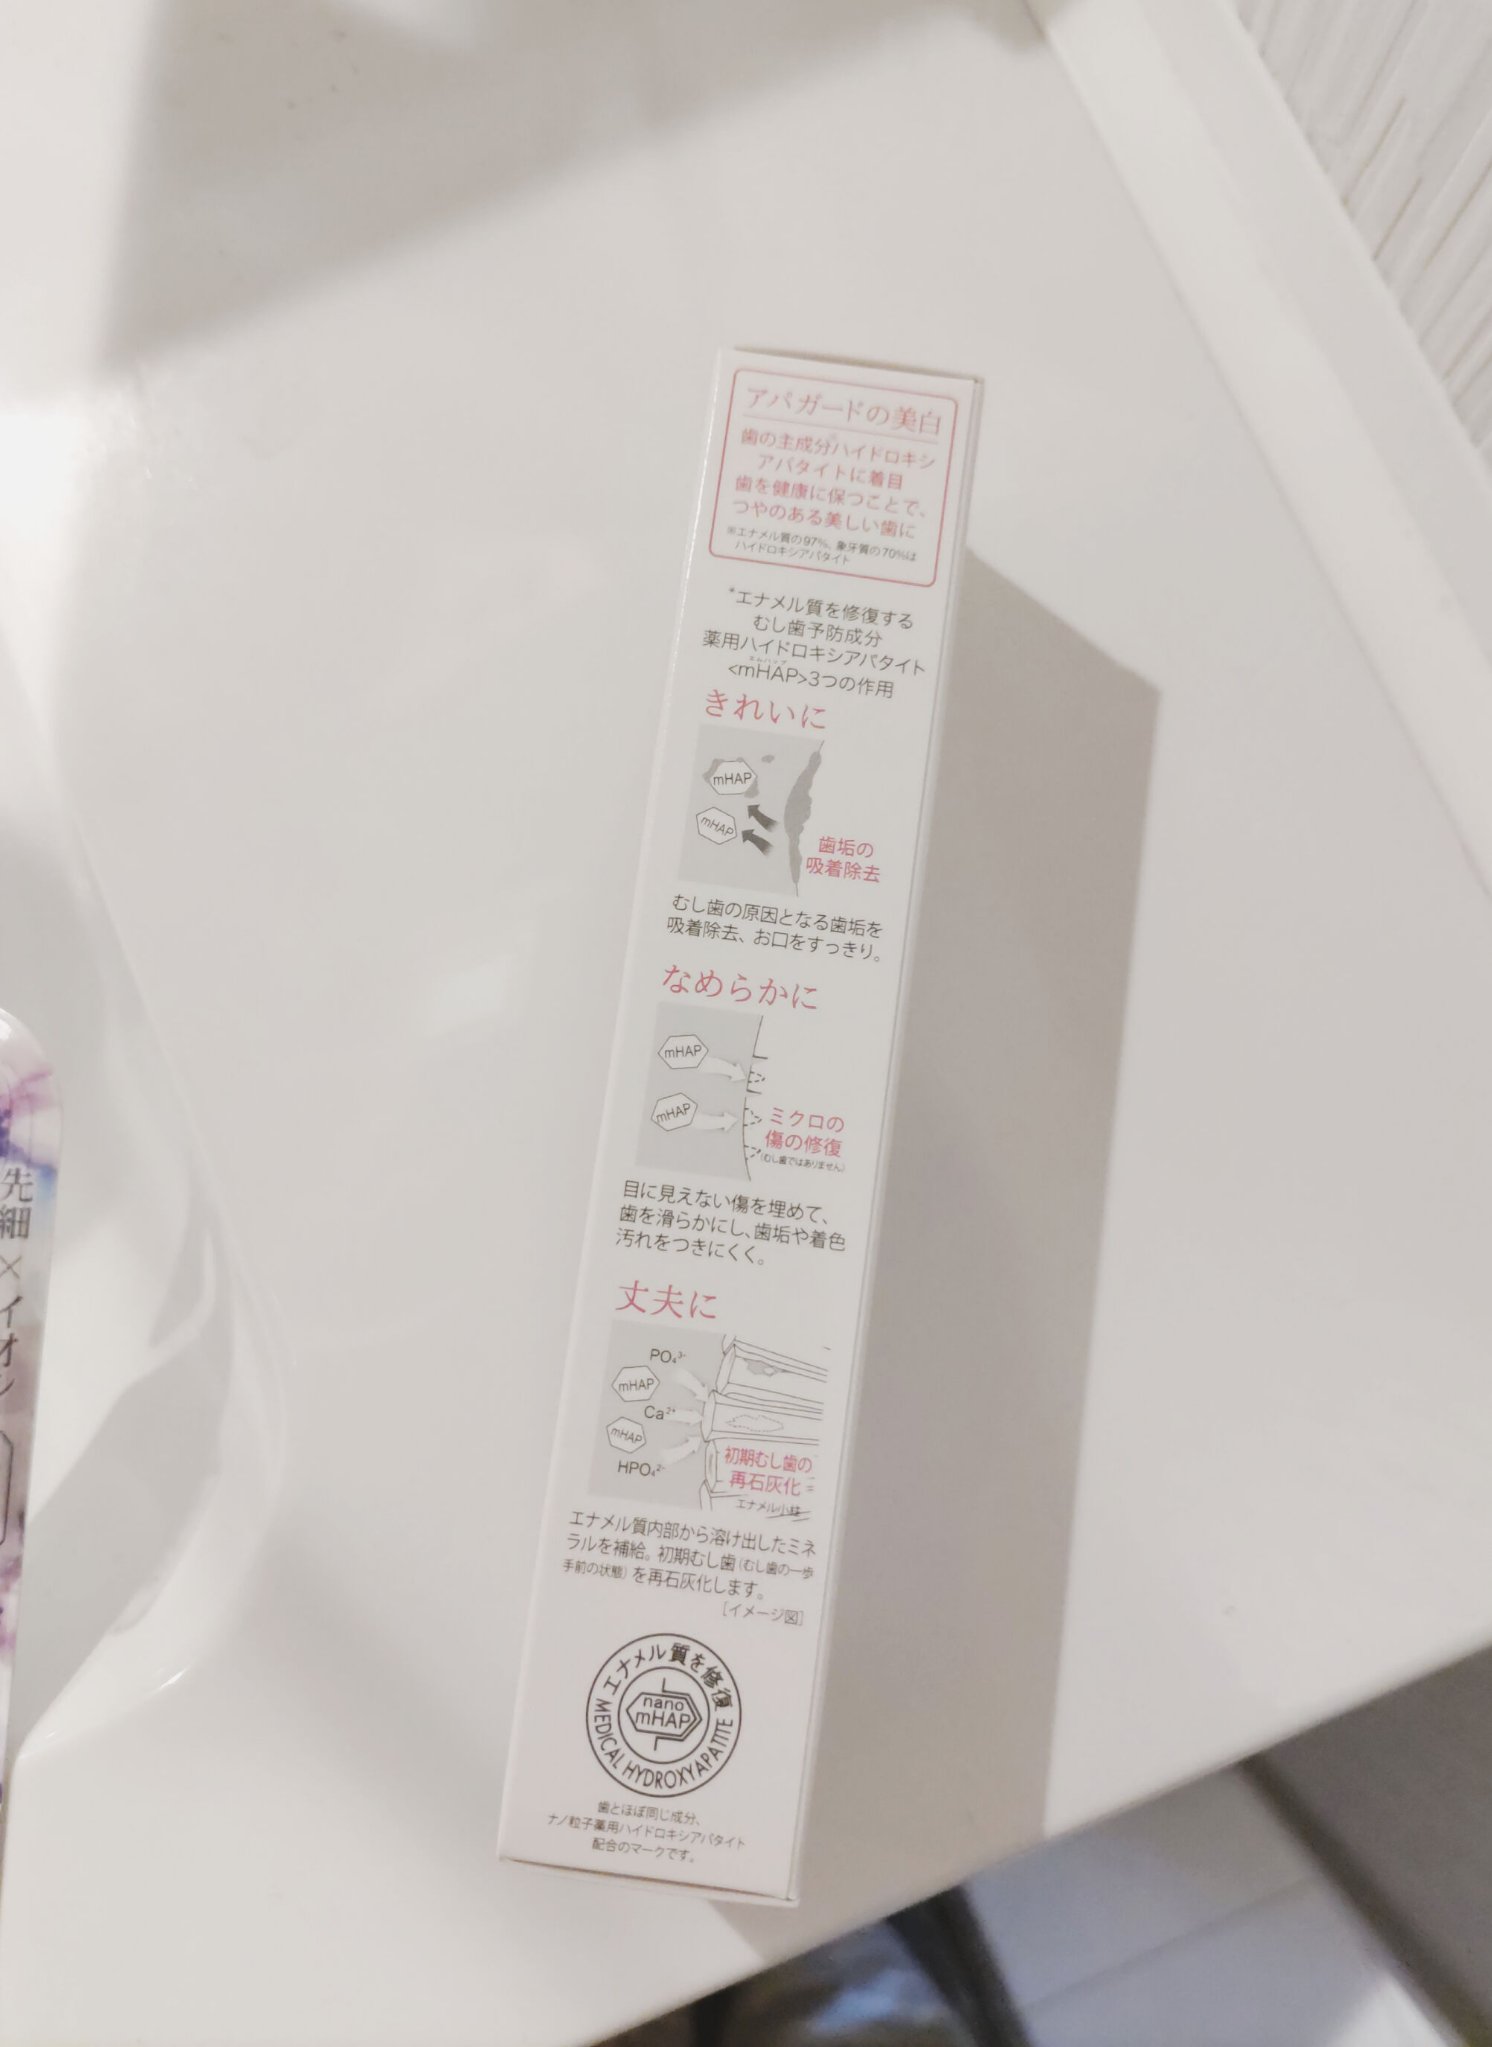 アパガードの美白
歯の主成分※ハイドロキシ
アパタイトに着目
歯を健康に保つことで、
つやのある美しい歯に
※エナメル質の97%、象牙質の70%は
ハイドロキシアパタイト
*エナメル質を修復する
むし歯予防成分
薬用ハイドロキシアパタイト
エムハップ
<mHAP>3つの作用
きれいに
mHAP
mHAP
歯垢の
吸着除去
むし歯の原因となる歯垢を
吸着除去、お口をすっきり。
なめらかに
mHAP
mHAP
ミクロの
傷の修復
(むし歯ではありません)
目に見えない傷を埋めて、
歯を滑らかにし、歯垢や着色
汚れをつきにくく。
丈夫に
PO₄³⁻
mHAP
Ca²⁺
mHAP
HPO₄²⁻
初期むし歯の
再石灰化
エナメル小柱
エナメル質内部から溶け出したミネ
ラルを補給。初期むし歯(むし歯の一歩
手前の状態)を再石灰化します。
[イメージ図]
エナメル質を修復
nano
mHAP
MEDICAL HYDROXYAPATITE
歯とほぼ同じ成分、
ナノ粒子薬用ハイドロキシアパタイト
配合のマークです。
先細×イオン